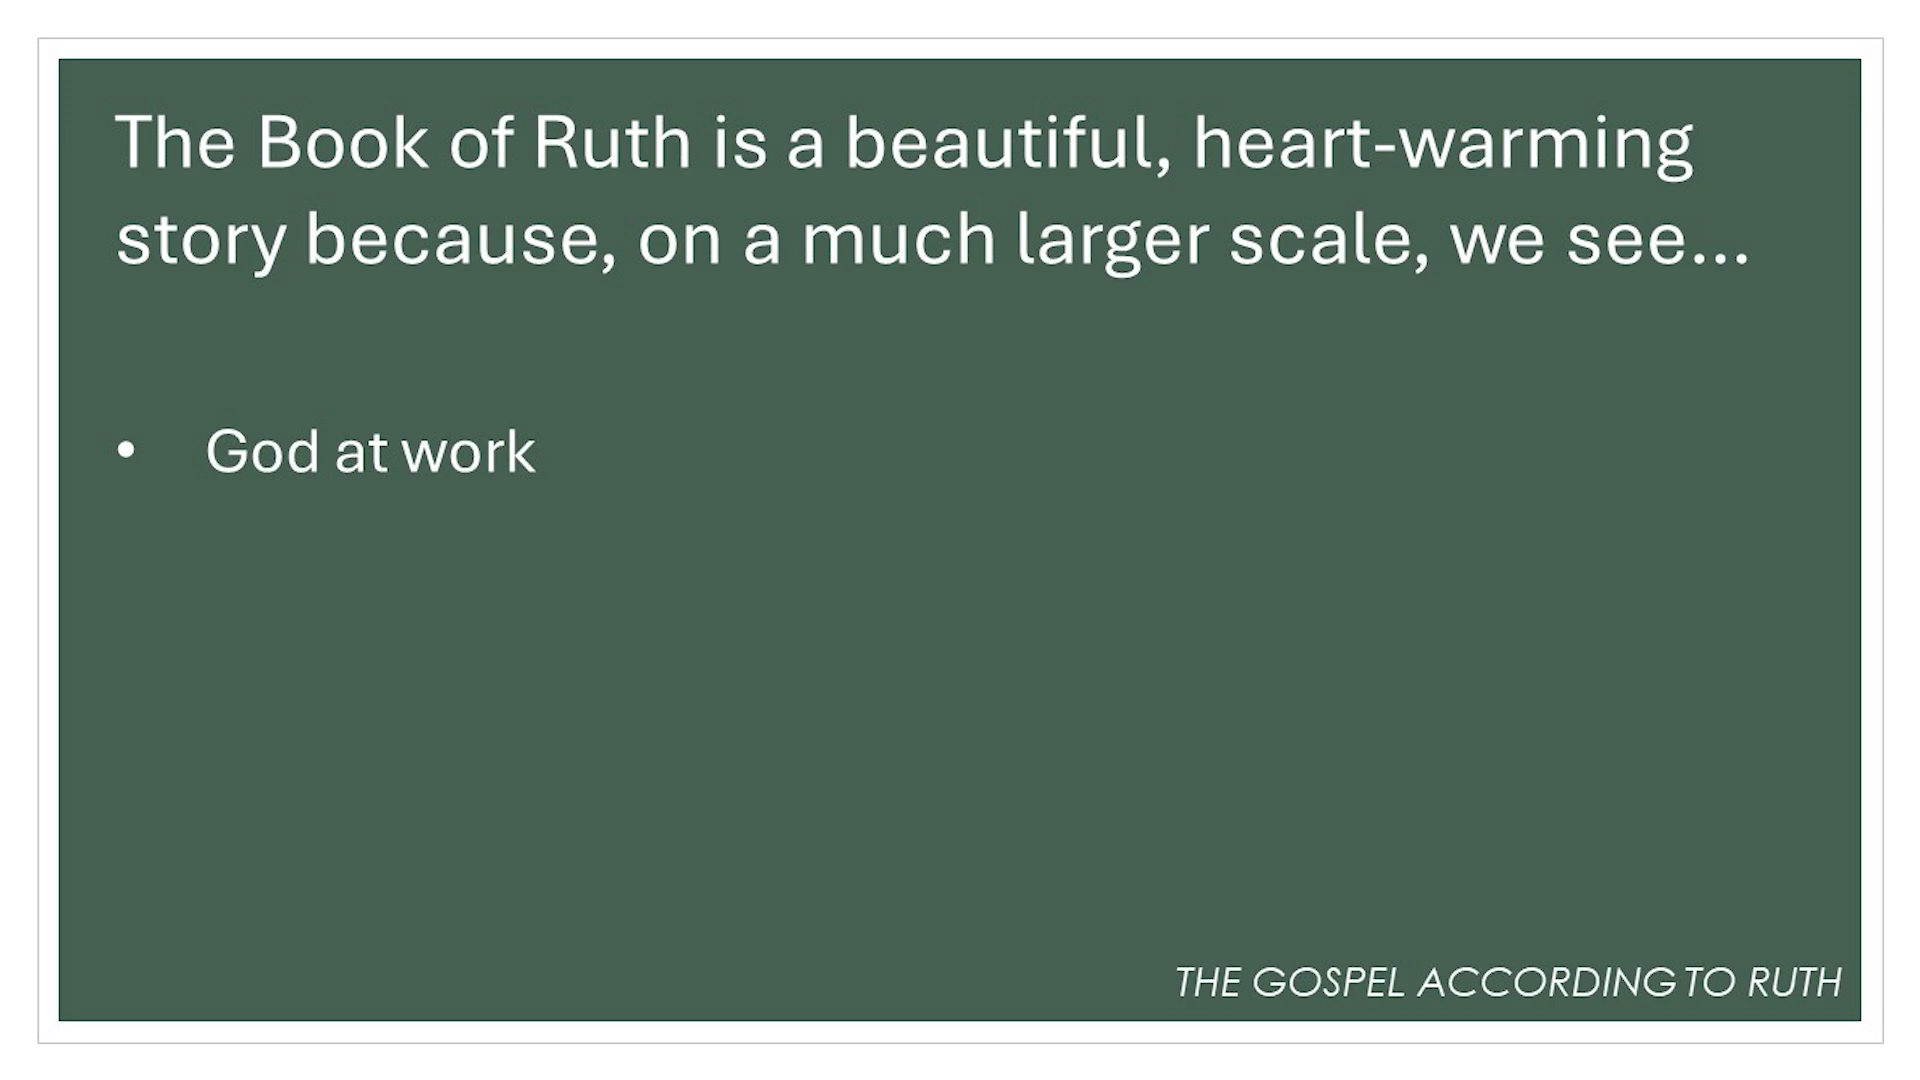 The Book of Ruth is a beautiful, heart-warming
story because, on a much larger scale, we see...
• God at work
THE GOSPEL ACCORDING TO RUTH